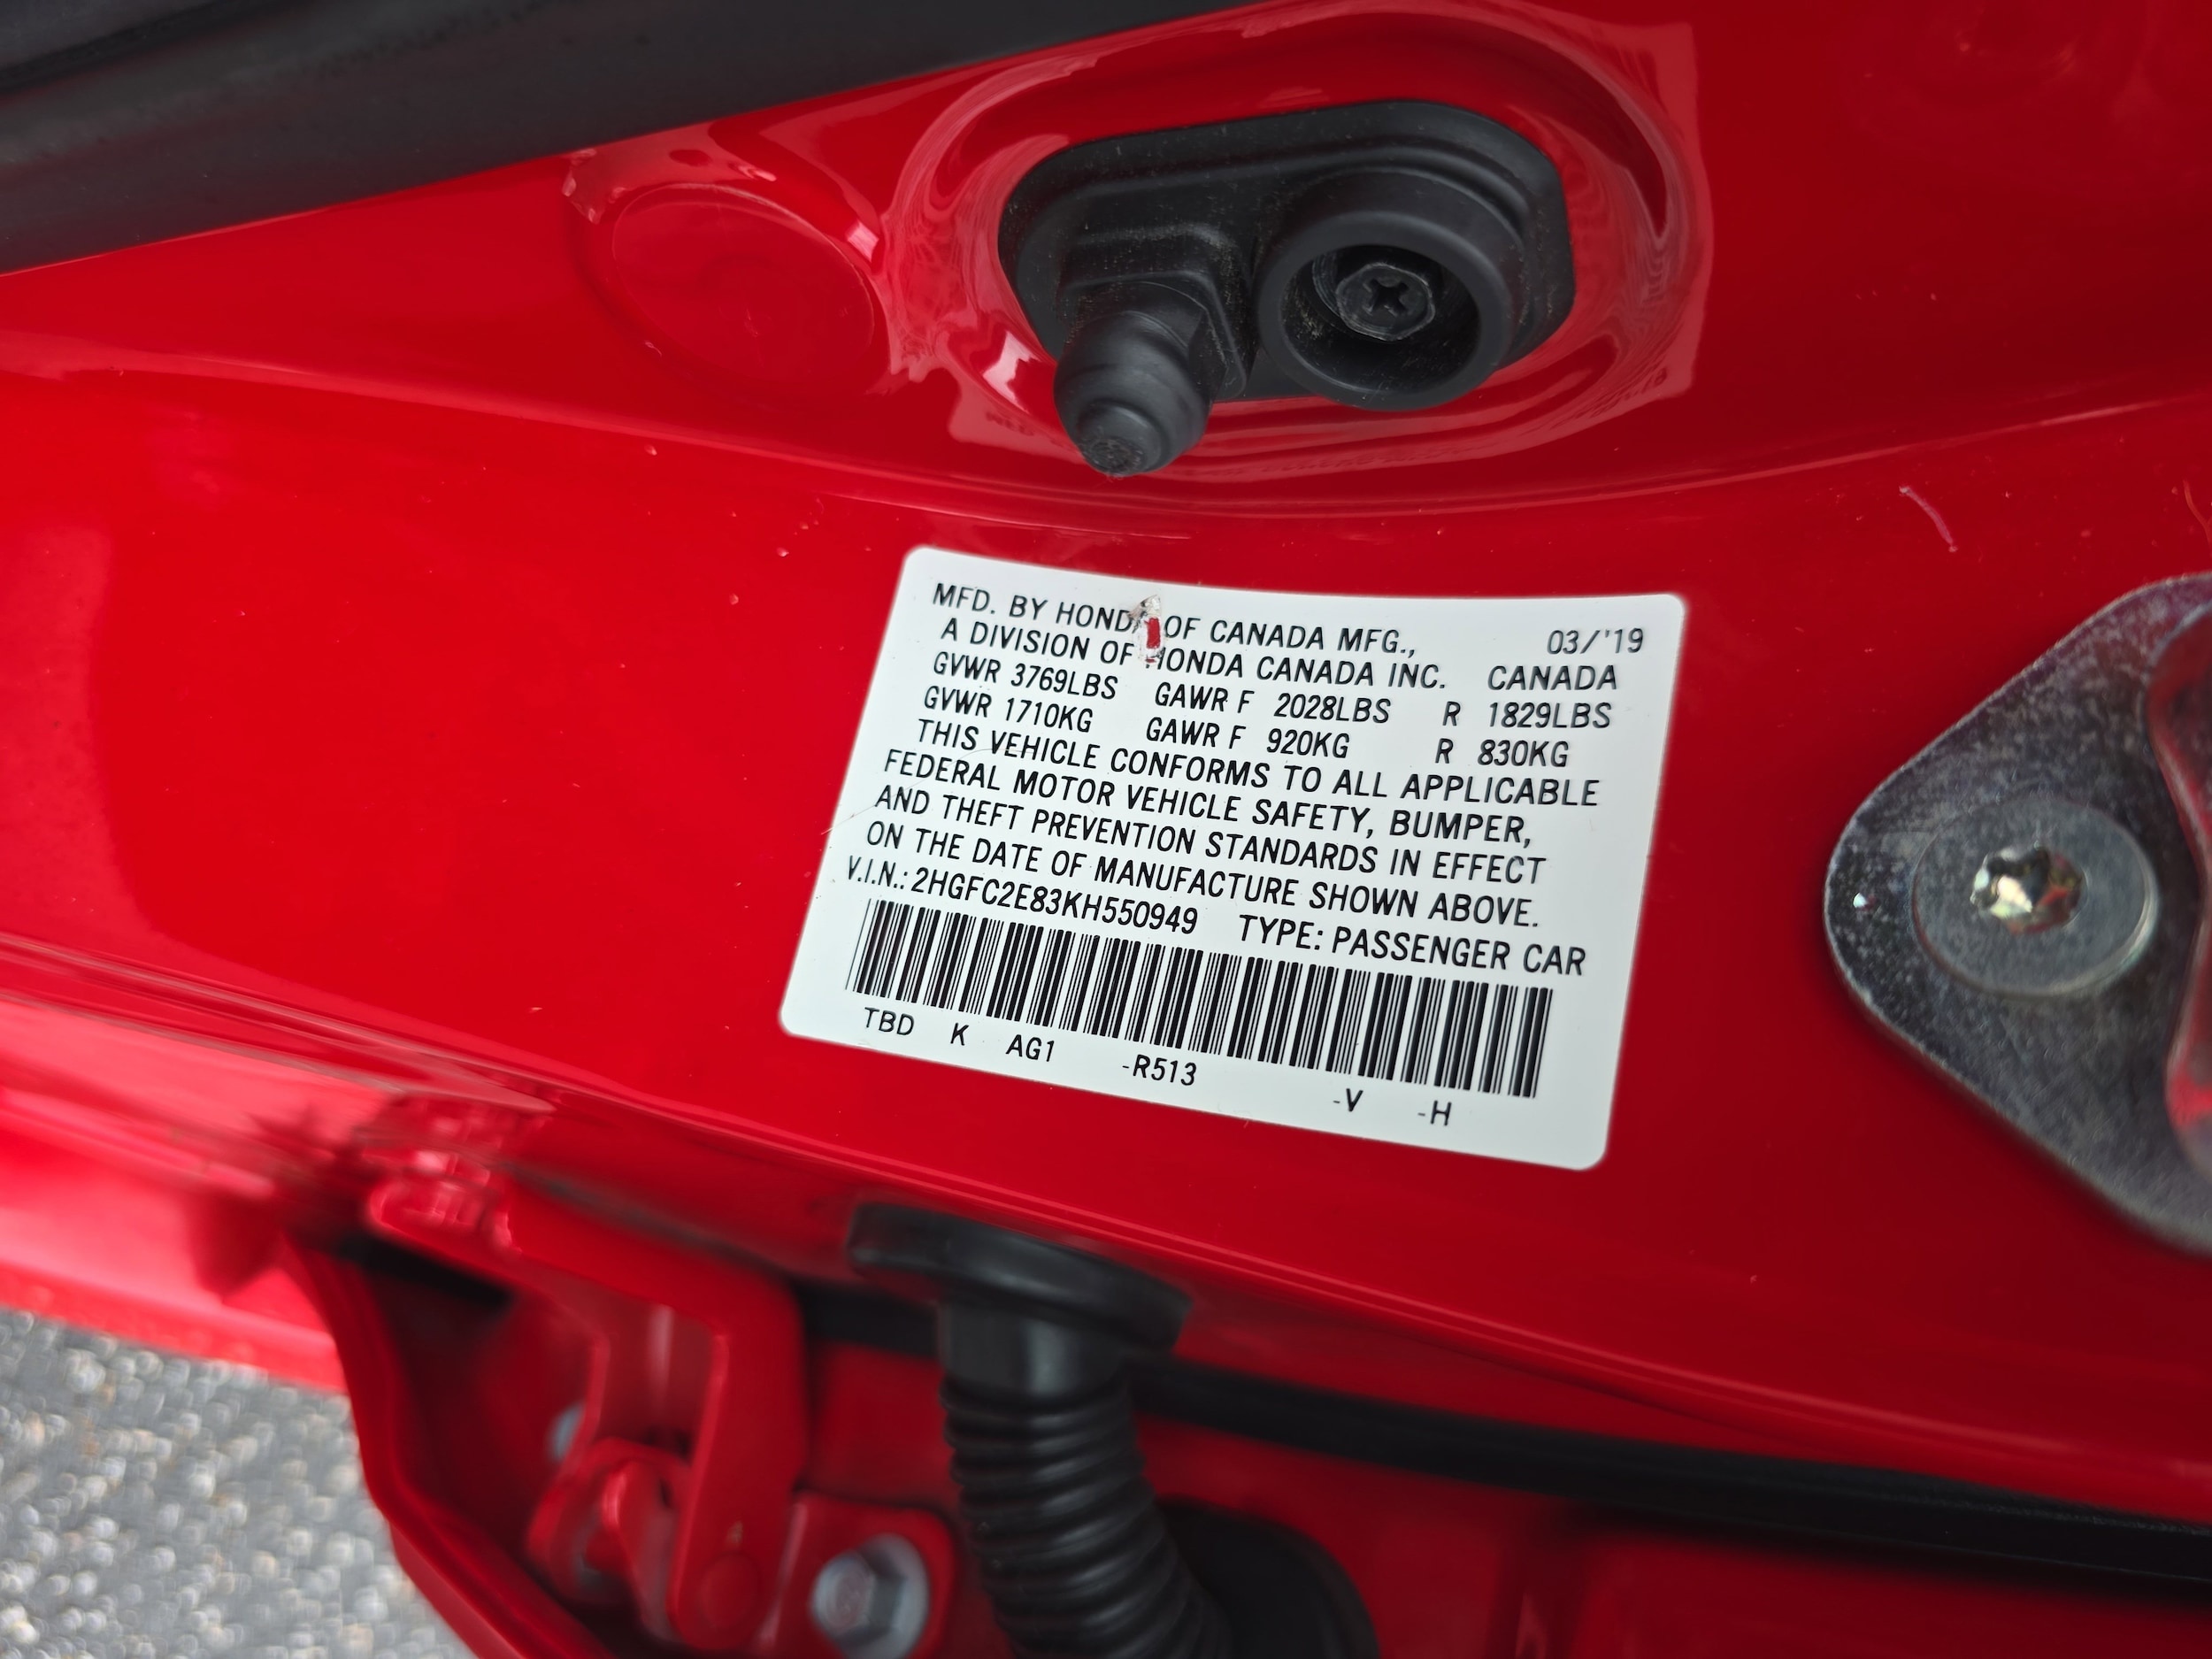 MFD. BY HONDA OF CANADA MFG., 03/'19
A DIVISION OF HONDA CANADA INC. CANADA
GVWR 3769LBS GAWR F 2028LBS R 1829LBS
GVWR 1710KG GAWR F 920KG R 830KG
THIS VEHICLE CONFORMS TO ALL APPLICABLE
FEDERAL MOTOR VEHICLE SAFETY, BUMPER,
AND THEFT PREVENTION STANDARDS IN EFFECT
ON THE DATE OF MANUFACTURE SHOWN ABOVE.
V.I.N.: 2HGFC2E83KH550949 TYPE: PASSENGER CAR
TBD K AG1 -R513 -V -H